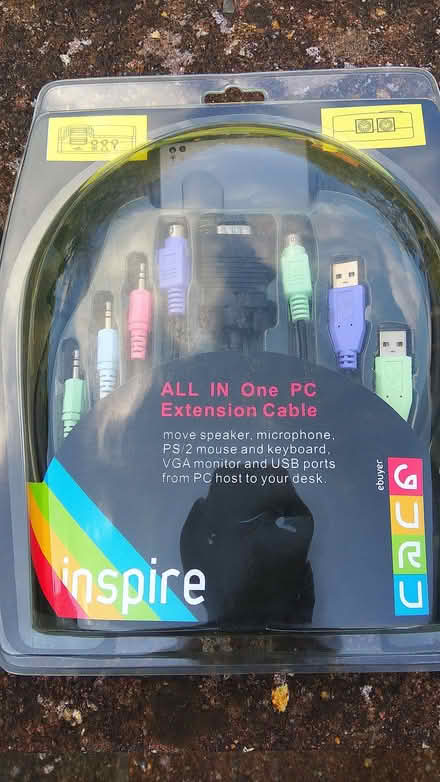 ALL IN One PC
Extension Cable
move speaker, microphone,
PS/2 mouse and keyboard,
VGA monitor and USB ports
from PC host to your desk.
ebuyer
GURU
inspire